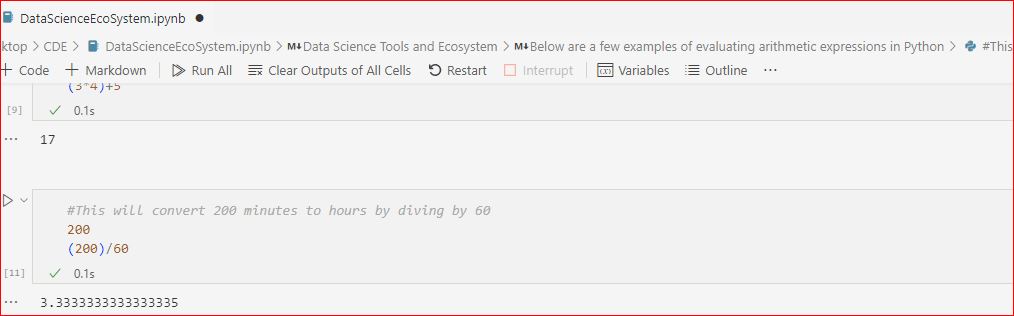 DataScienceEcoSystem.ipynb ●
ktop > CDE > DataScienceEcoSystem.ipynb > M↓Data Science Tools and Ecosystem > M↓Below are a few examples of evaluating arithmetic expressions in Python > #This
+ Code + Markdown Run All Clear Outputs of All Cells Restart Interrupt Variables Outline ...
(3*4)+5
[9] 0.1s
... 17
#This will convert 200 minutes to hours by diving by 60
200
(200)/60
[11] 0.1s
... 3.3333333333333335